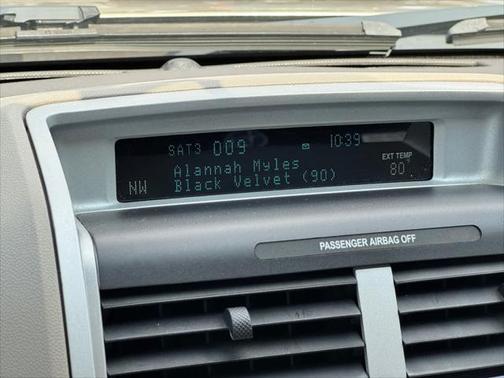 SAT3 009 10:39
Alannah Myles EXT TEMP
NW Black Velvet (90) 80°
PASSENGER AIRBAG OFF